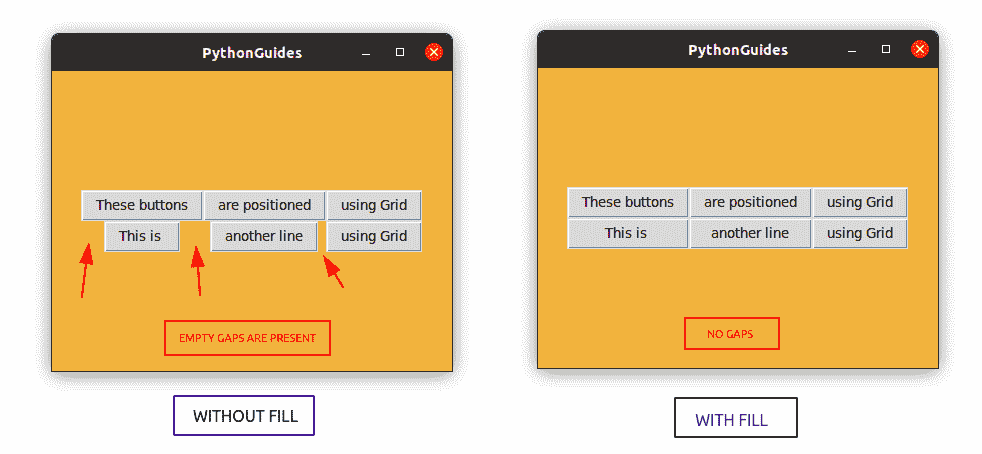 PythonGuides
These buttons are positioned using Grid
This is another line using Grid
EMPTY GAPS ARE PRESENT
WITHOUT FILL
PythonGuides
These buttons are positioned using Grid
This is another line using Grid
NO GAPS
WITH FILL